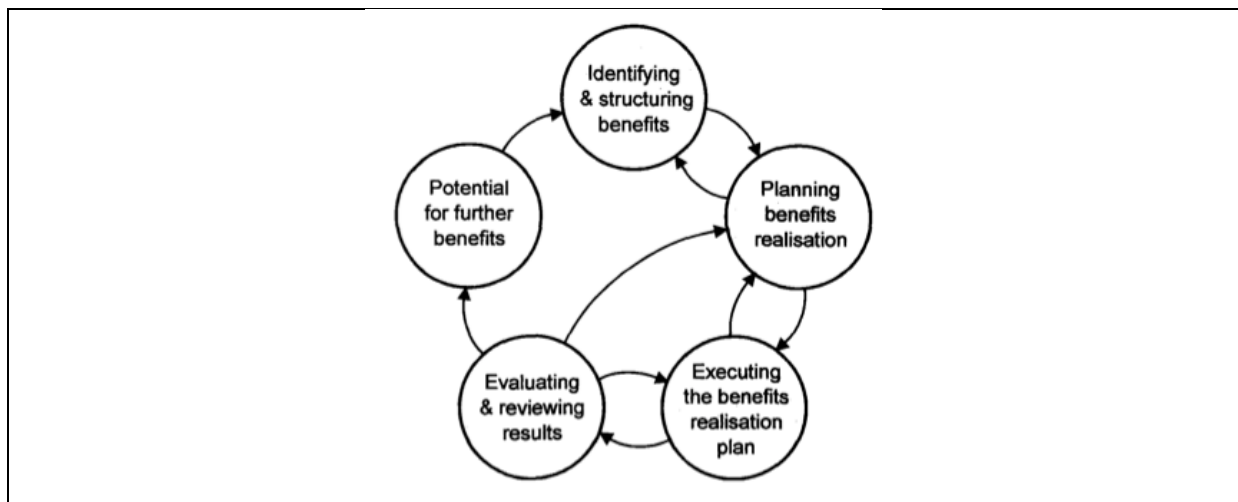 Identifying
& structuring
benefits
Potential
for further
benefits
Planning
benefits
realisation
Evaluating
& reviewing
results
Executing
the benefits
realisation
plan